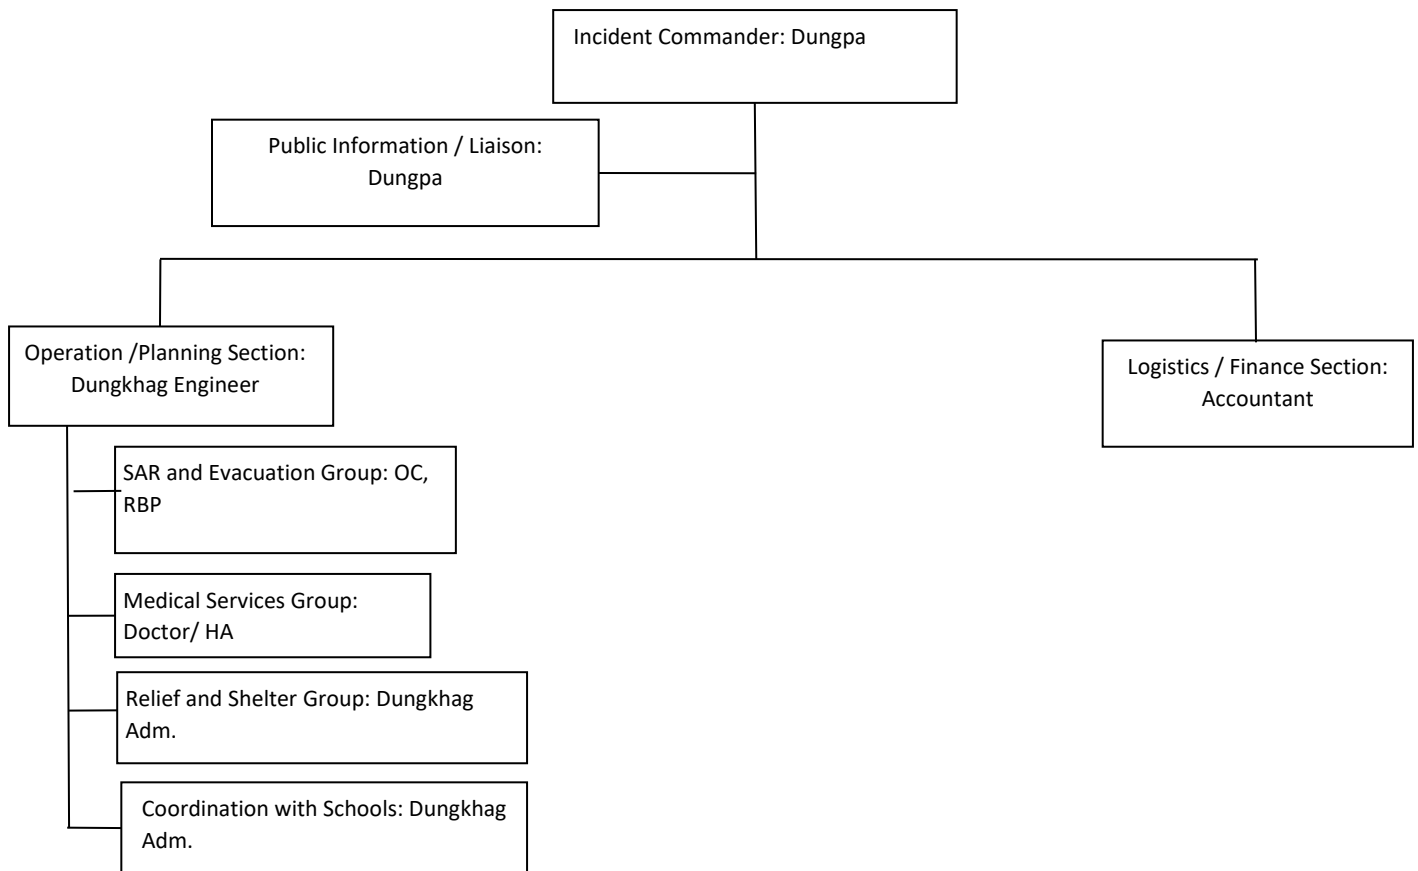 Incident Commander: Dungpa
Public Information / Liaison:
Dungpa
Operation /Planning Section:
Dungkhag Engineer
Logistics / Finance Section:
Accountant
SAR and Evacuation Group: OC,
RBP
Medical Services Group:
Doctor/ HA
Relief and Shelter Group: Dungkhag
Adm.
Coordination with Schools: Dungkhag
Adm.